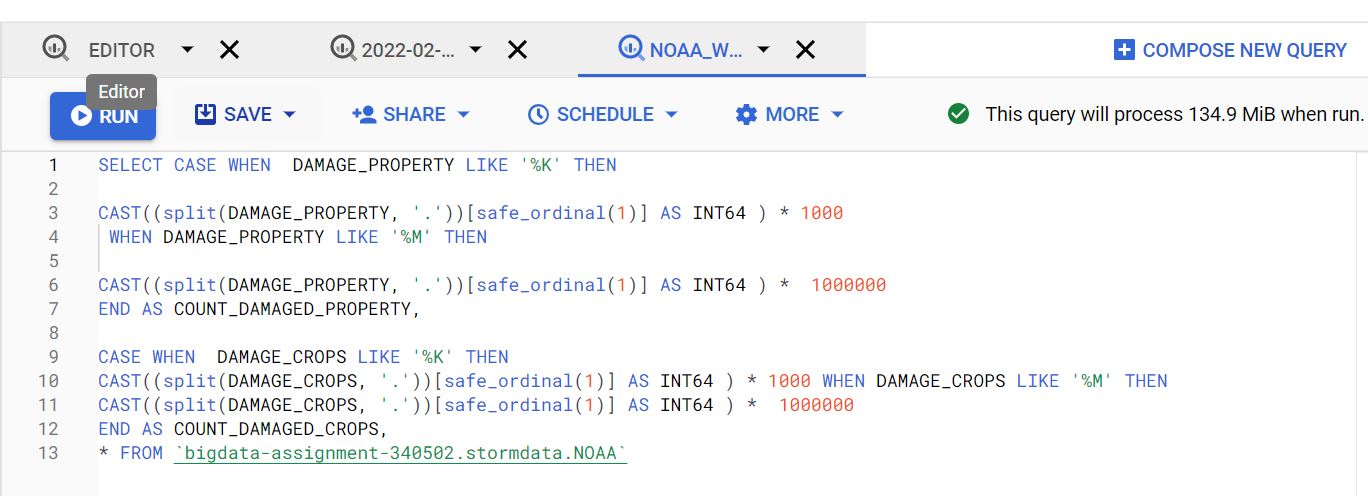 EDITOR 2022-02-... NOAA_W... COMPOSE NEW QUERY
Editor
RUN SAVE SHARE SCHEDULE MORE This query will process 134.9 MiB when run.
1 SELECT CASE WHEN  DAMAGE_PROPERTY LIKE '%K' THEN
2
3 CAST((split(DAMAGE_PROPERTY, '.'))[safe_ordinal(1)] AS INT64 ) * 1000
4  WHEN DAMAGE_PROPERTY LIKE '%M' THEN
5
6 CAST((split(DAMAGE_PROPERTY, '.'))[safe_ordinal(1)] AS INT64 ) *  1000000
7 END AS COUNT_DAMAGED_PROPERTY,
8
9 CASE WHEN  DAMAGE_CROPS LIKE '%K' THEN
10 CAST((split(DAMAGE_CROPS, '.'))[safe_ordinal(1)] AS INT64 ) * 1000 WHEN DAMAGE_CROPS LIKE '%M' THEN
11 CAST((split(DAMAGE_CROPS, '.'))[safe_ordinal(1)] AS INT64 ) *  1000000
12 END AS COUNT_DAMAGED_CROPS,
13 * FROM `bigdata-assignment-340502.stormdata.NOAA`